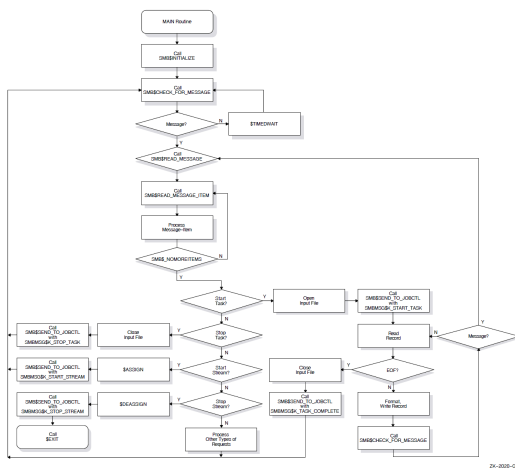 MAIN Routine
Call
SMB$INITIALIZE
Call
SMB$CHECK_FOR_MESSAGE
Message?
N
$TIMEDWAIT
Y
Call
SMB$READ_MESSAGE
Call
SMB$READ_MESSAGE_ITEM
Process
Message-Item
SMB$_NOMOREITEMS
N
Y
Start
Task?
Y
Open
Input File
Call
SMB$SEND_TO_JOBCTL
with
SMBMSG$K_START_TASK
N
Call
SMB$SEND_TO_JOBCTL
with
SMBMSG$K_STOP_TASK
Close
Input File
Y
Stop
Task?
Read
Record
N
Message?
Y
N
Call
SMB$SEND_TO_JOBCTL
with
SMBMSG$K_START_STREAM
$ASSIGN
Y
Start
Stream?
Close
Input File
Y
EOF?
N
N
Call
SMB$SEND_TO_JOBCTL
with
SMBMSG$K_STOP_STREAM
$DEASSIGN
Y
Stop
Stream?
Call
SMB$SEND_TO_JOBCTL
with
SMBMSG$K_TASK_COMPLETE
Format,
Write Record
N
Call
$EXIT
Process
Other Types of
Requests
Call
SMB$CHECK_FOR_MESSAGE